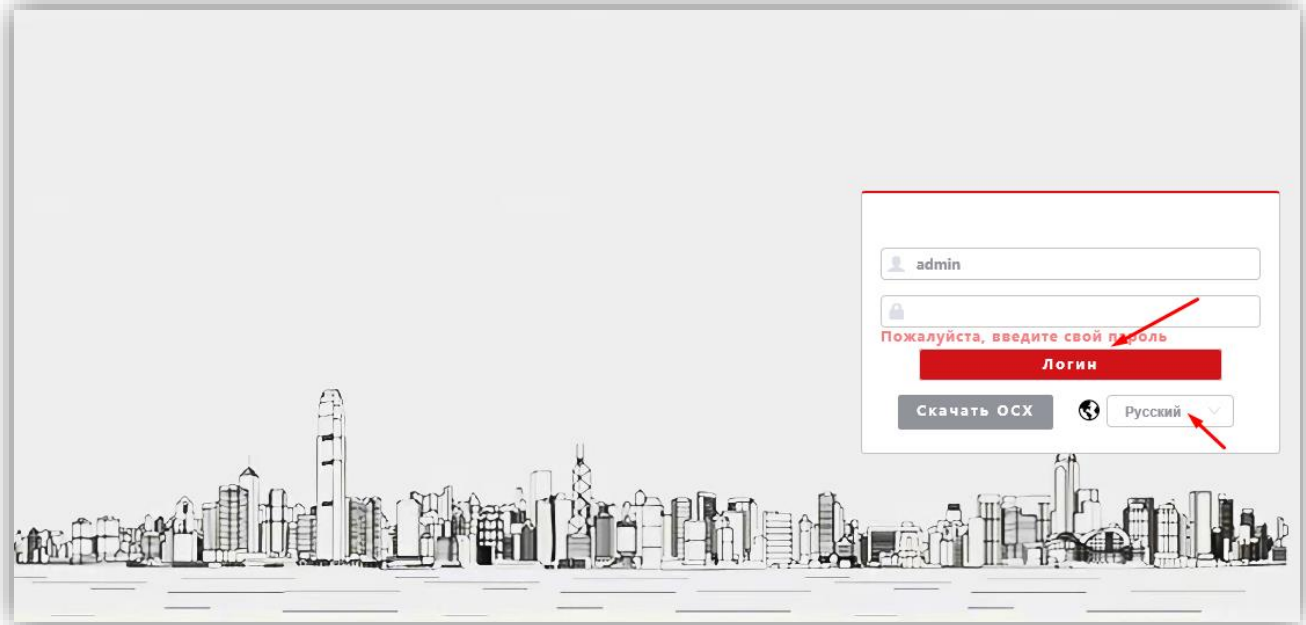 admin
Пожалуйста, введите свой пароль
Логин
Скачать OCX
Русский